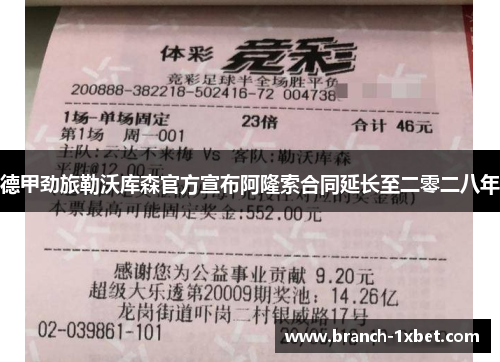 体彩 竞彩
竞彩足球半全场胜平负
200888-382218-502416-72 004738
1场-单场固定 23倍 合计 46元
第1场 周一001
主队:云达不来梅 Vs 客队:勒沃库森
德甲劲旅勒沃库森官方宣布阿隆索合同延长至二零二八年
本票最高可能固定奖金:552.00元
感谢您为公益事业贡献 9.20元
超级大乐透第20009期奖池: 14.26亿
龙岗街道吓岗二村银威路17号
02-039861-101
www.branch-1xbet.com